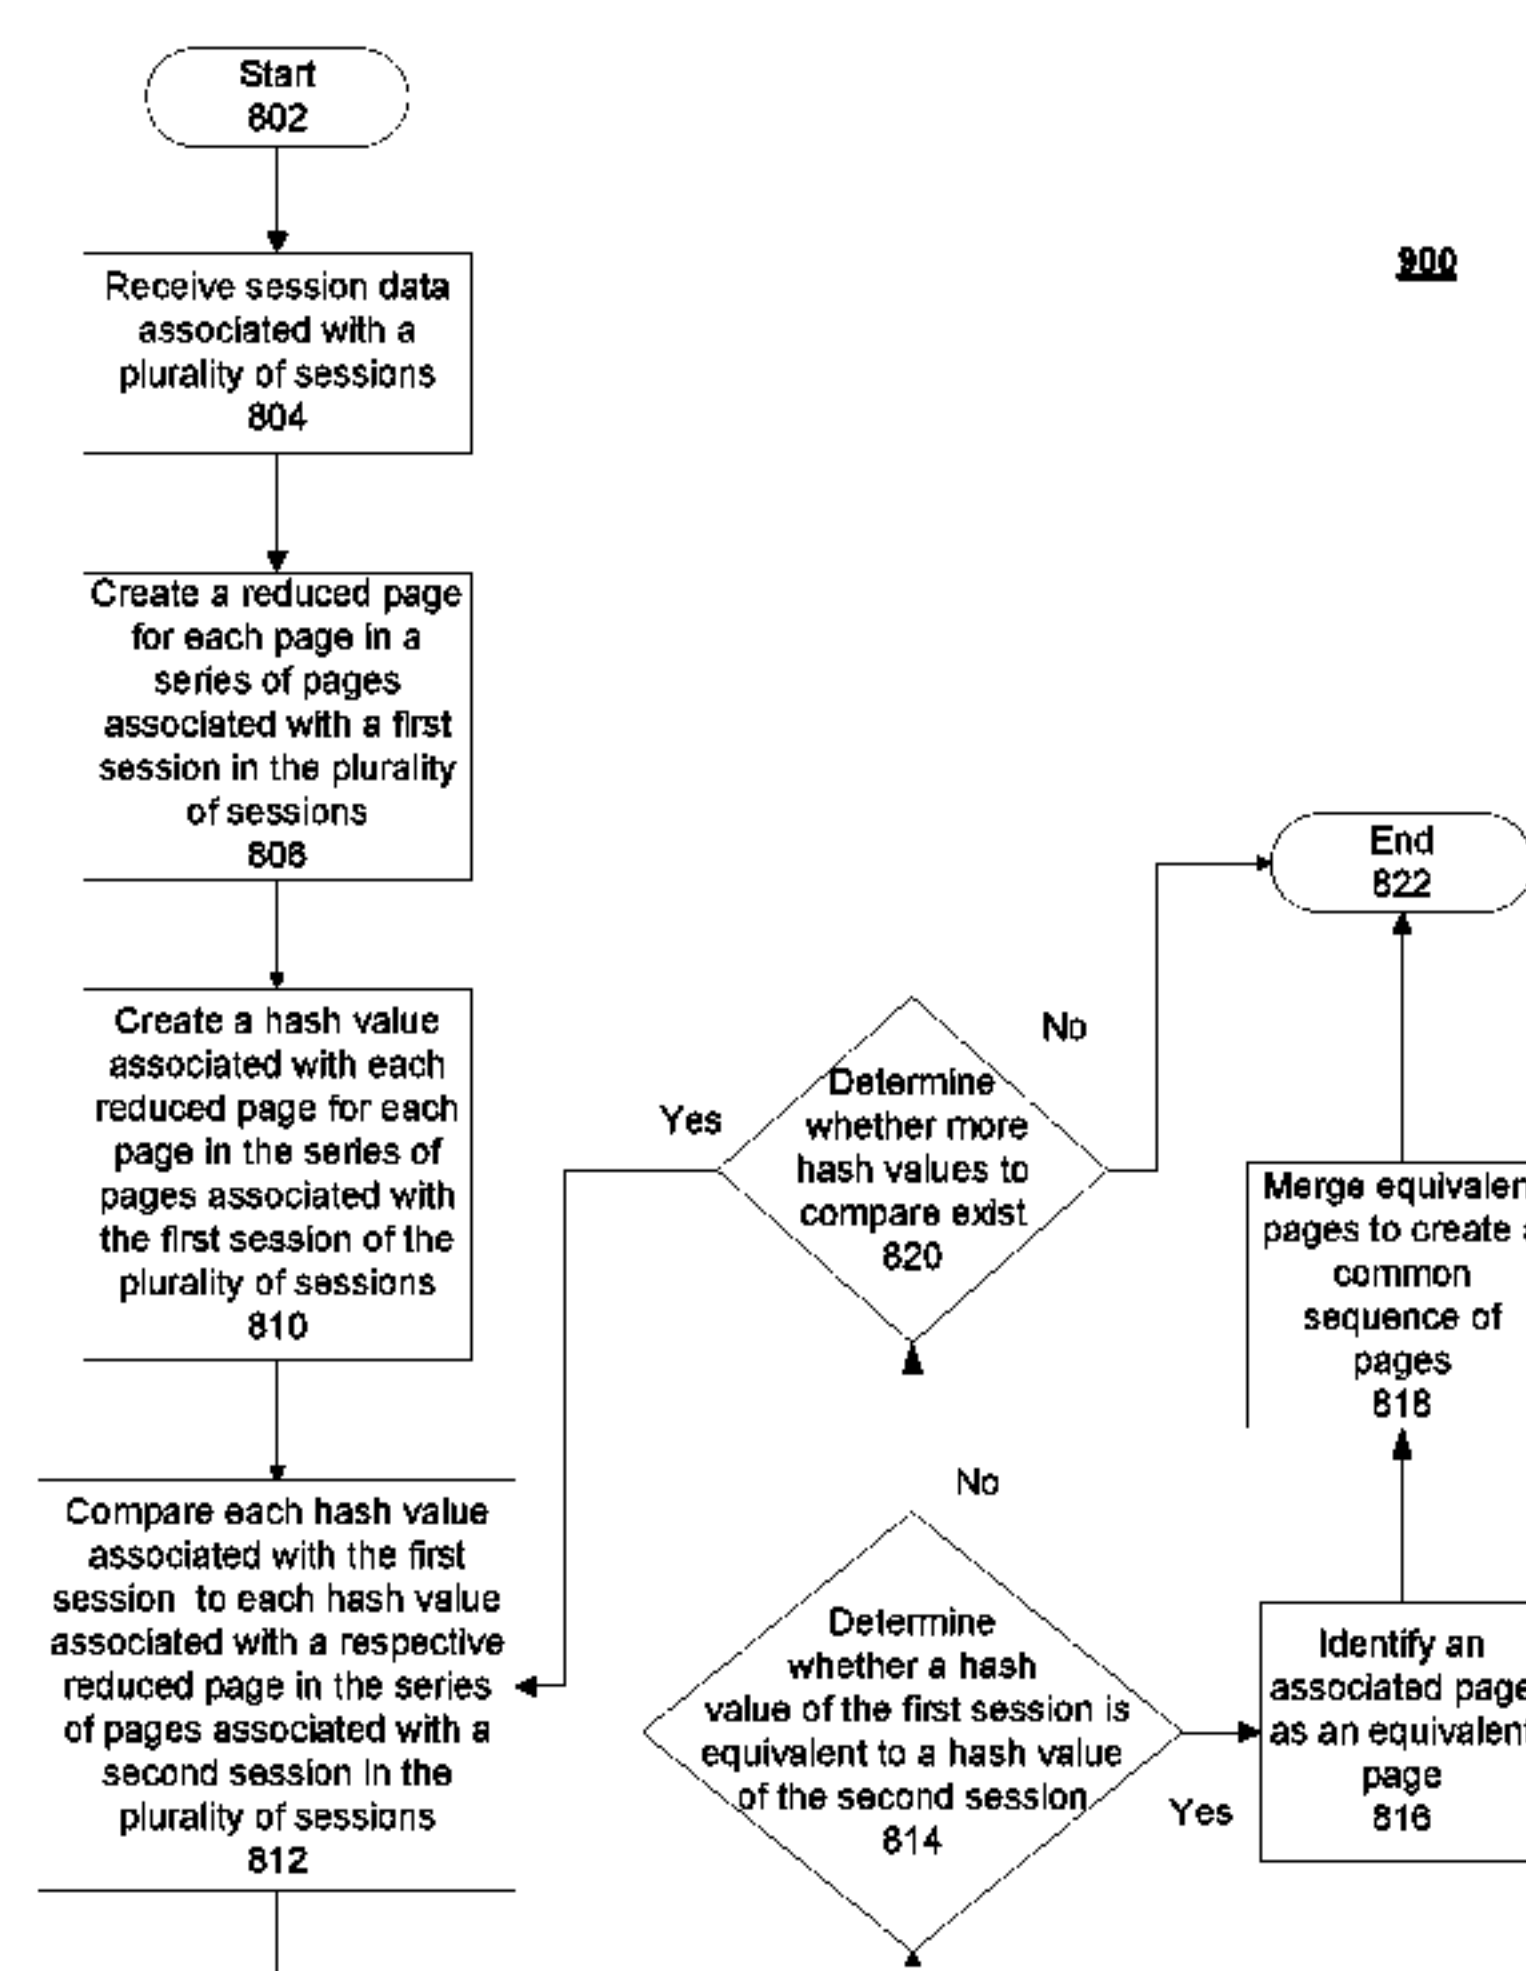 Start
802
Receive session data
associated with a
plurality of sessions
804
Create a reduced page
for each page in a
series of pages
associated with a first
session in the plurality
of sessions
806
Create a hash value
associated with each
reduced page for each
page in the series of
pages associated with
the first session of the
plurality of sessions
810
Compare each hash value
associated with the first
session to each hash value
associated with a respective
reduced page in the series
of pages associated with a
second session in the
plurality of sessions
812
900
End
822
No
Yes
Determine
whether more
hash values to
compare exist
820
Merge equivalen
pages to create a
common
sequence of
pages
818
No
Determine
whether a hash
value of the first session is
equivalent to a hash value
of the second session
814
Yes
Identify an
associated page
as an equivalent
page
816